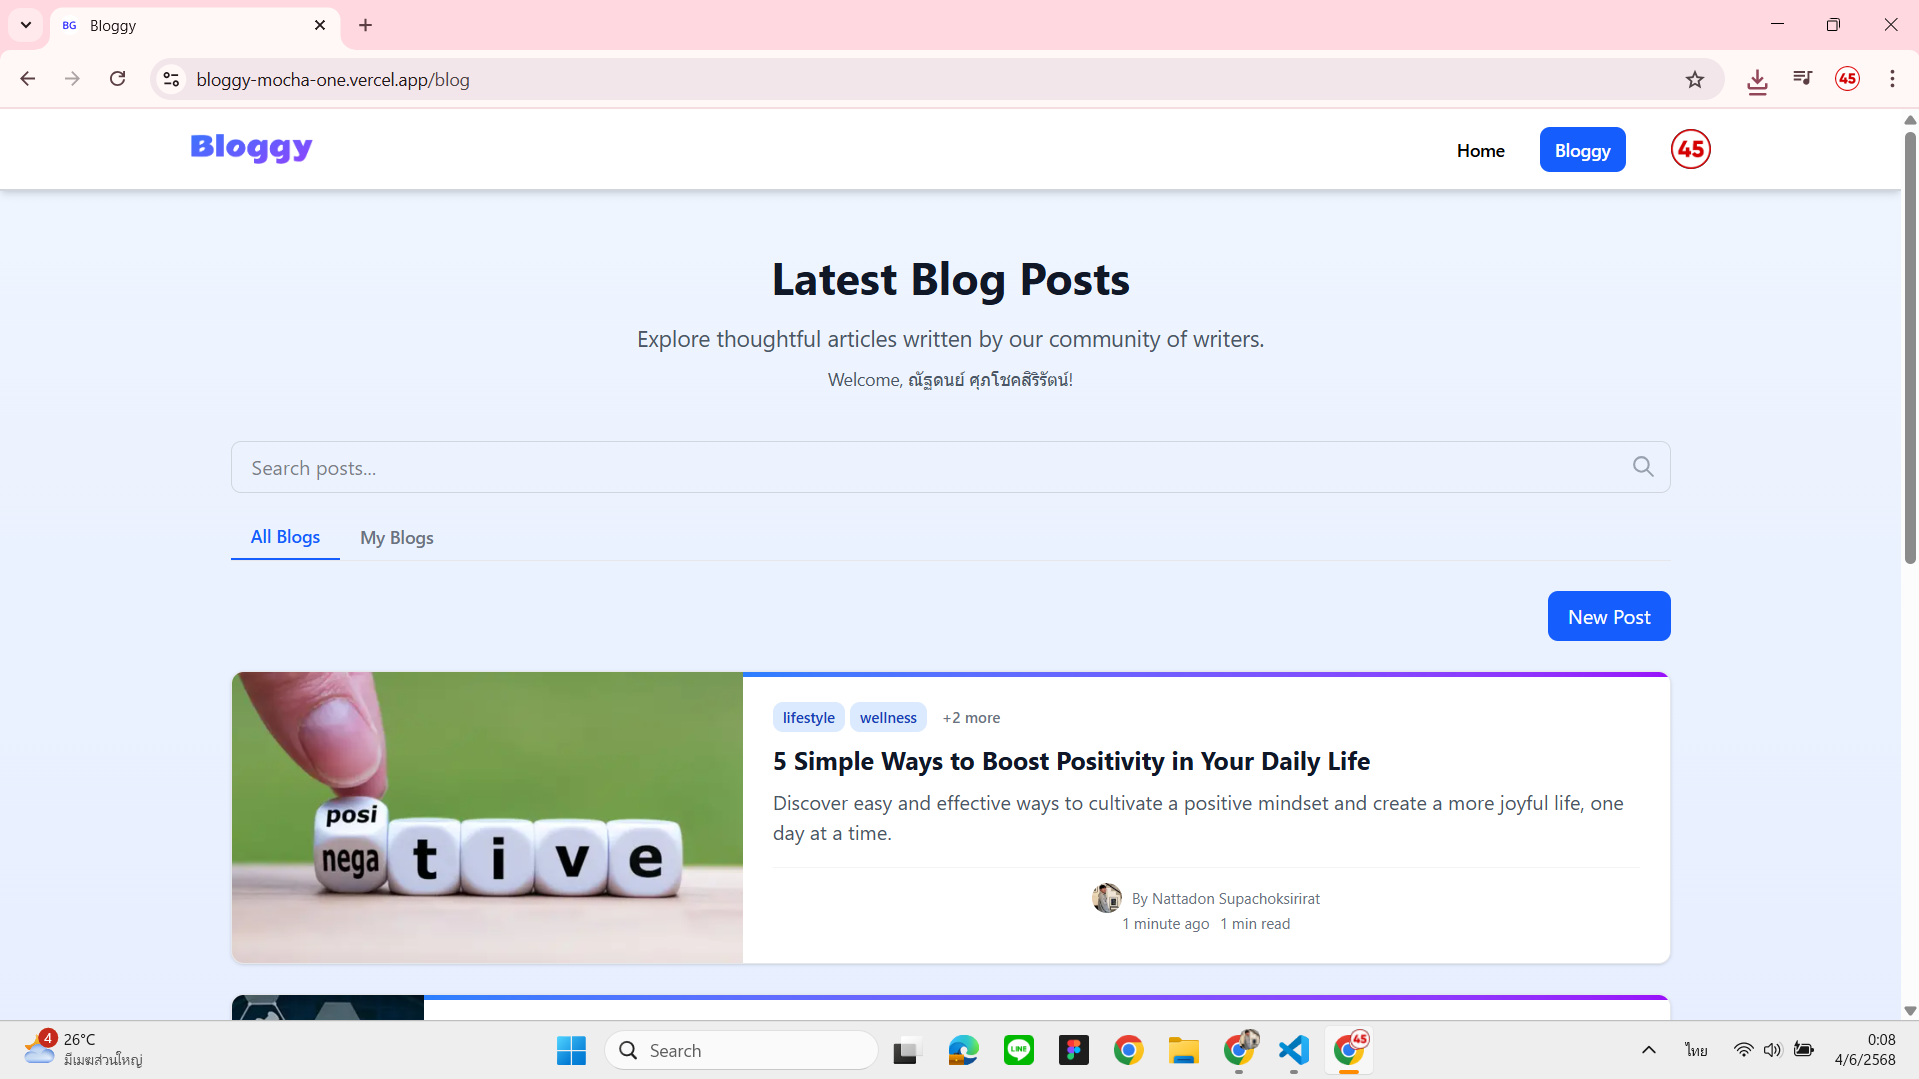 BG Bloggy
bloggy-mocha-one.vercel.app/blog
45
Bloggy
Home
Bloggy
45
Latest Blog Posts
Explore thoughtful articles written by our community of writers.
Welcome, ณัฐดนย์ ศุภโชคสิริรัตน์!
Search posts...
All Blogs
My Blogs
New Post
posi
negative
lifestyle wellness +2 more
5 Simple Ways to Boost Positivity in Your Daily Life
Discover easy and effective ways to cultivate a positive mindset and create a more joyful life, one
day at a time.
By Nattadon Supachoksirirat
1 minute ago 1 min read
4
26°C
มีเมฆส่วนใหญ่
Search
LINE
45
ไทย
0:08
4/6/2568